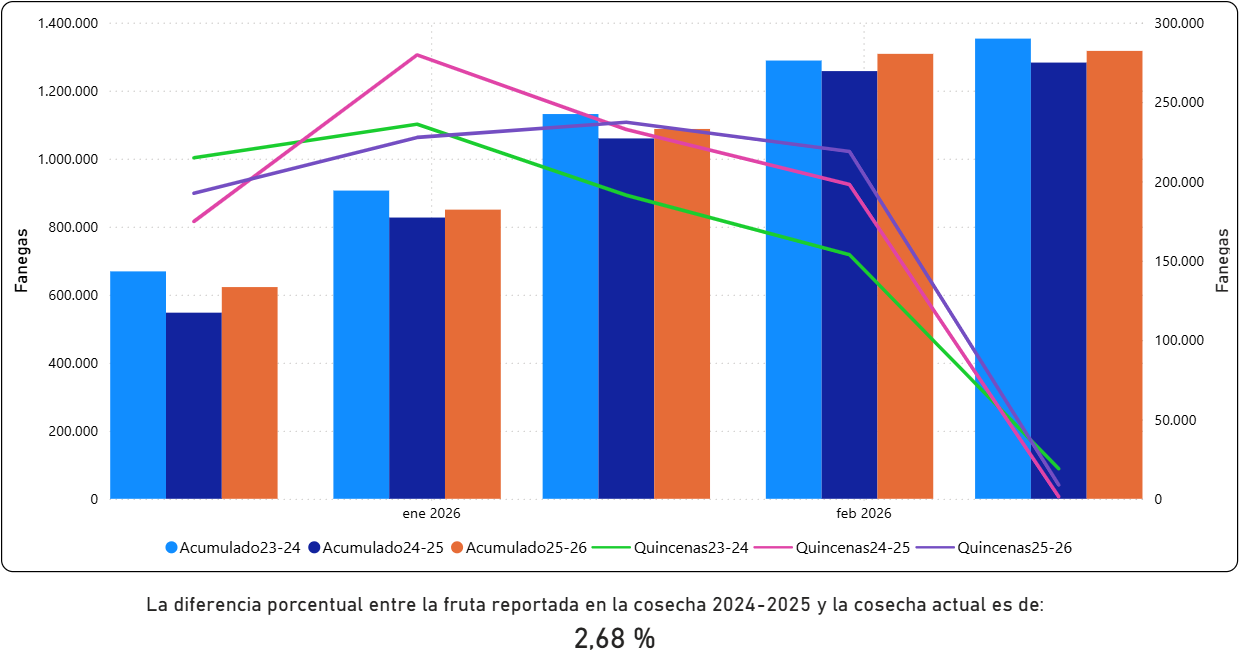 1.400.000
1.200.000
1.000.000
800.000
600.000
400.000
200.000
0
Fanegas
300.000
250.000
200.000
150.000
100.000
50.000
0
Fanegas
ene 2026
feb 2026
Acumulado23-24 Acumulado24-25 Acumulado25-26 Quincenas23-24 Quincenas24-25 Quincenas25-26
La diferencia porcentual entre la fruta reportada en la cosecha 2024-2025 y la cosecha actual es de:
2,68 %